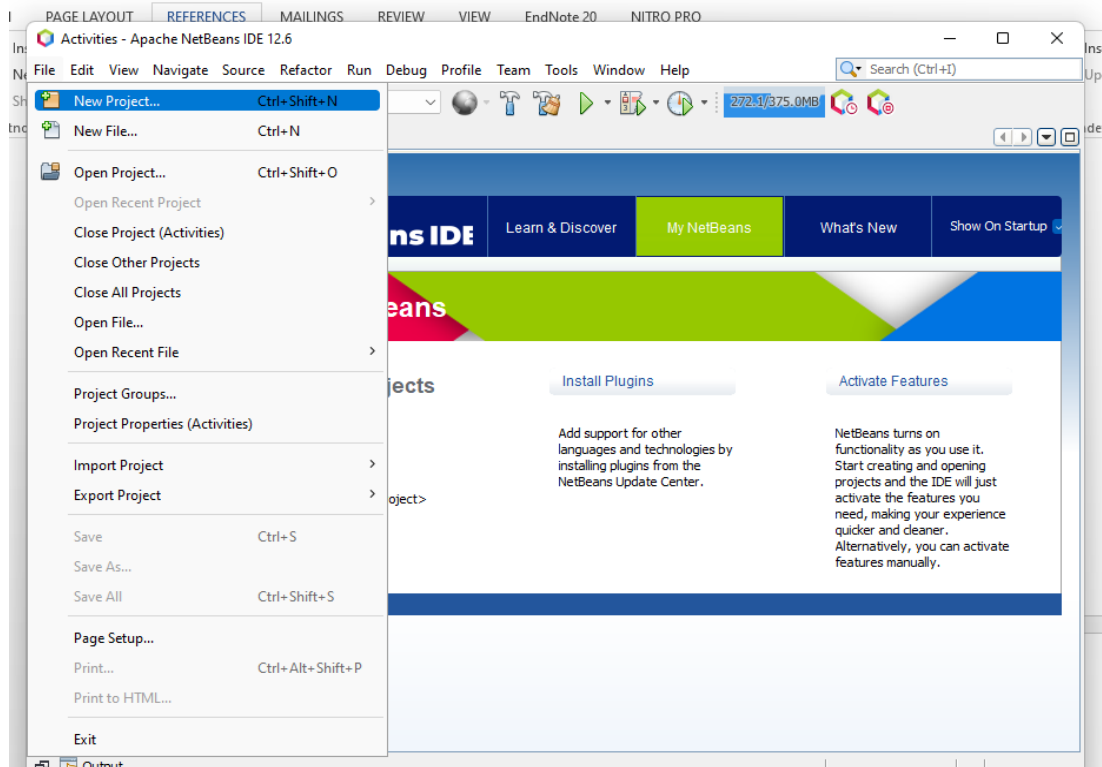 PAGE LAYOUT REFERENCES MAILINGS REVIEW VIEW EndNote 20 NITRO PRO
Activities - Apache NetBeans IDE 12.6
File Edit View Navigate Source Refactor Run Debug Profile Team Tools Window Help
Search (Ctrl+I)
New Project... Ctrl+Shift+N
272.1/375.0MB
New File... Ctrl+N
Open Project... Ctrl+Shift+O
Open Recent Project
Close Project (Activities)
Close Other Projects
Close All Projects
Open File...
Open Recent File
Project Groups...
Project Properties (Activities)
Import Project
Export Project
Save Ctrl+S
Save As...
Save All Ctrl+Shift+S
Page Setup...
Print... Ctrl+Alt+Shift+P
Print to HTML...
Exit
ns IDE
Learn & Discover
My NetBeans
What's New
Show On Startup
eans
jects
oject>
Install Plugins
Add support for other
languages and technologies by
installing plugins from the
NetBeans Update Center.
Activate Features
NetBeans turns on
functionality as you use it.
Start creating and opening
projects and the IDE will just
activate the features you
need, making your experience
quicker and cleaner.
Alternatively, you can activate
features manually.
Output